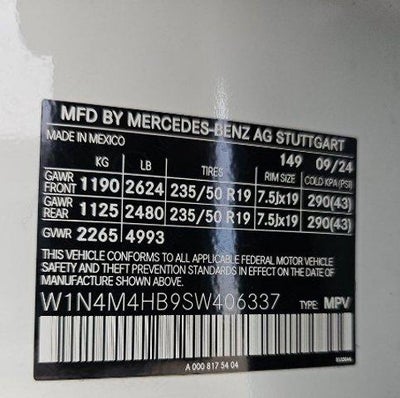 MFD BY MERCEDES-BENZ AG STUTTGART
MADE IN MEXICO 149 09/24
KG LB TIRES RIM SIZE COLD KPA(PSI)
GAWR FRONT 1190 2624 235/50 R19 7.5Jx19 290(43)
GAWR REAR 1125 2480 235/50 R19 7.5Jx19 290(43)
GVWR 2265 4993
THIS VEHICLE CONFORMS TO ALL APPLICABLE FEDERAL MOTOR VEHICLE
SAFETY AND THEFT PREVENTION STANDARDS IN EFFECT ON THE DATE OF
MANUFACTURE SHOWN ABOVE.
W1N4M4HB9SW406337 TYPE: MPV
A 000 817 54 04